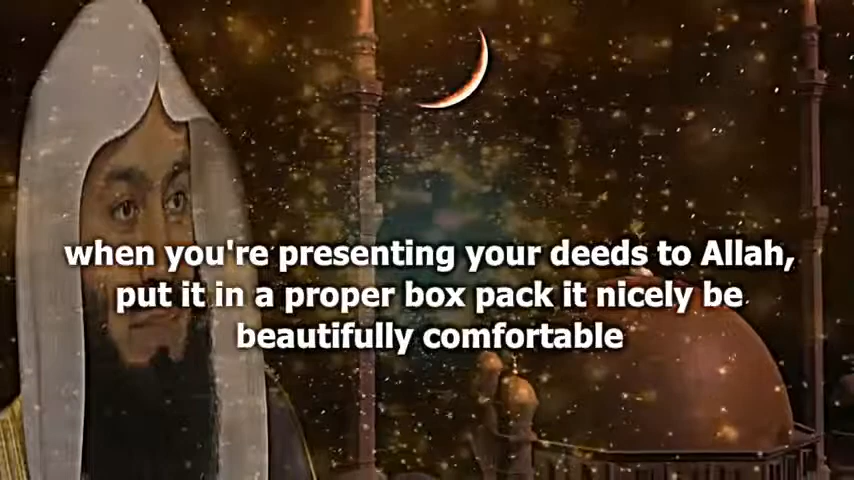 when you're presenting your deeds to Allah,
put it in a proper box pack it nicely be
beautifully comfortable